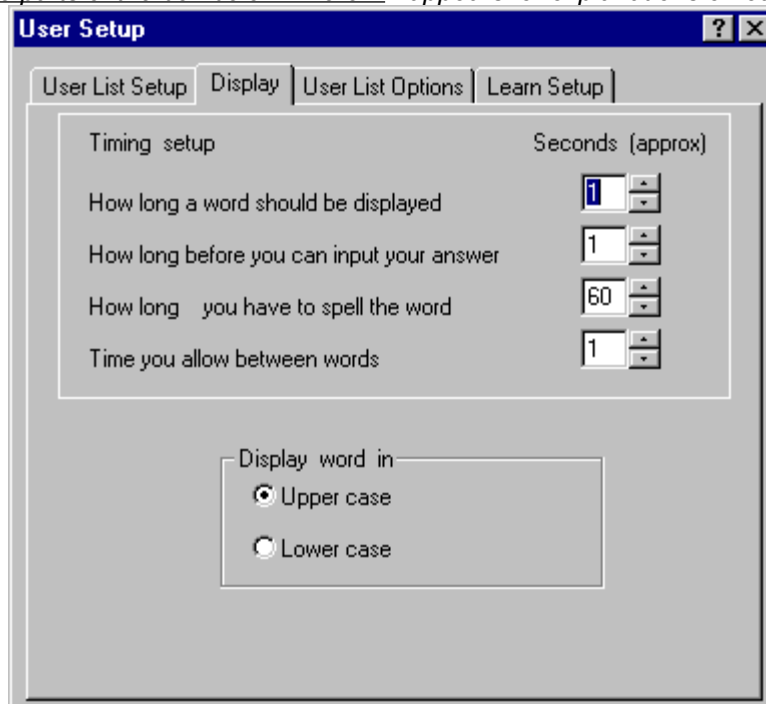 User Setup
User List Setup Display User List Options Learn Setup
Timing setup Seconds (approx)
How long a word should be displayed 1
How long before you can input your answer 1
How long you have to spell the word 60
Time you allow between words 1
Display word in
Upper case
Lower case